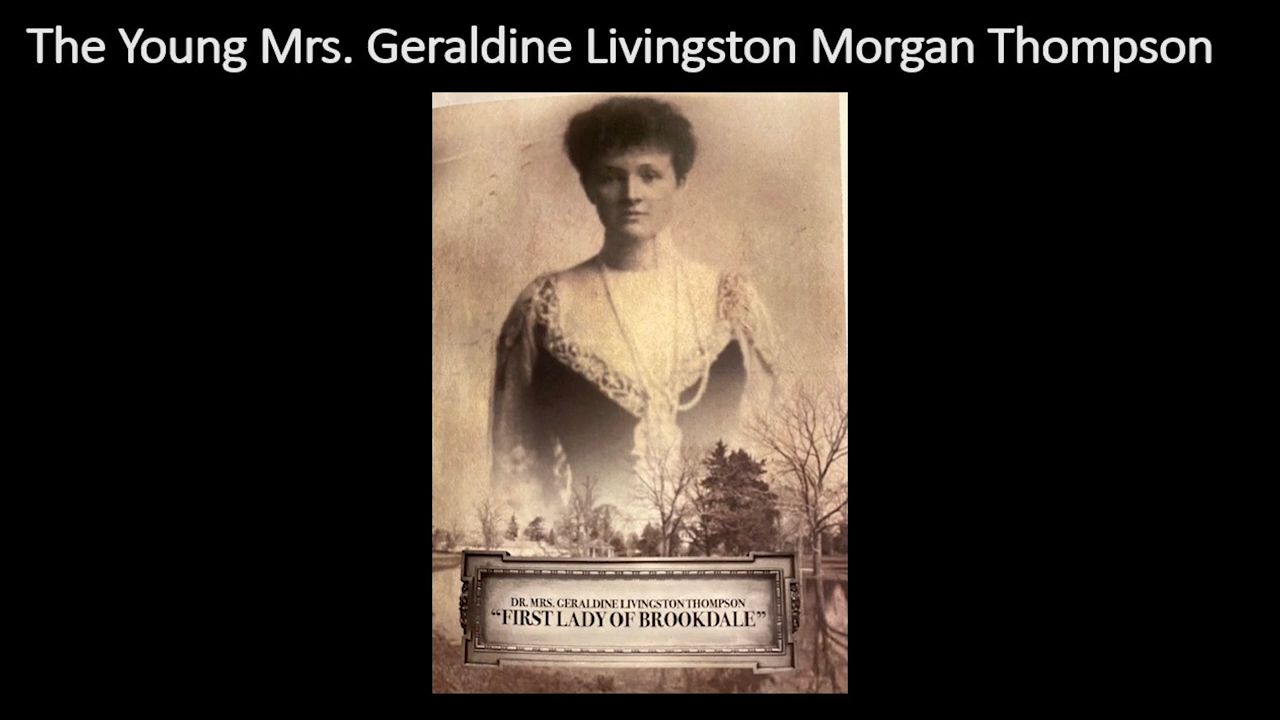 The Young Mrs. Geraldine Livingston Morgan Thompson
DR. MRS. GERALDINE LIVINGSTON THOMPSON
“FIRST LADY OF BROOKDALE”